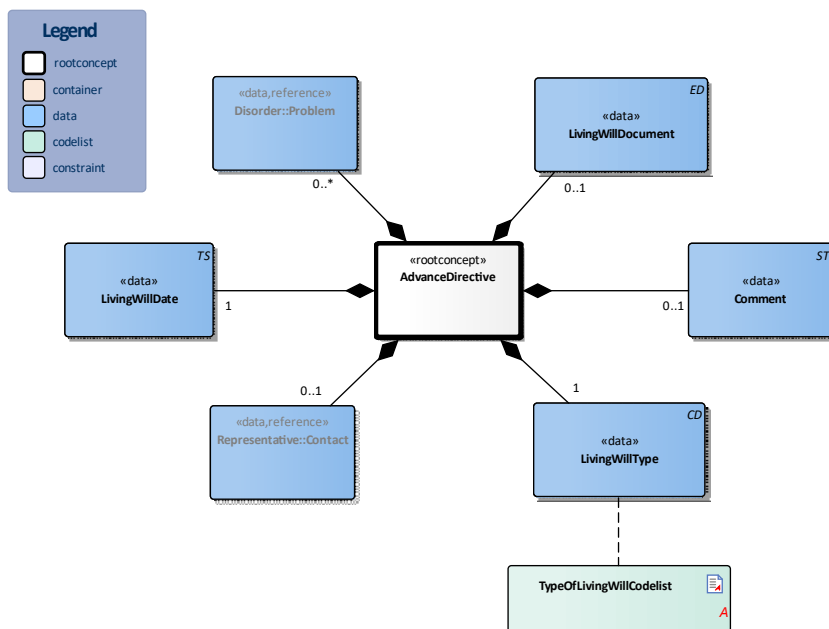 Legend
rootconcept
container
data
codelist
constraint
«data,reference»
Disorder::Problem
0..*
ED
«data»
LivingWillDocument
0..1
TS
«data»
LivingWillDate
1
«rootconcept»
AdvanceDirective
ST
«data»
Comment
0..1
0..1
«data,reference»
Representative::Contact
1
CD
«data»
LivingWillType
TypeOfLivingWillCodelist
A